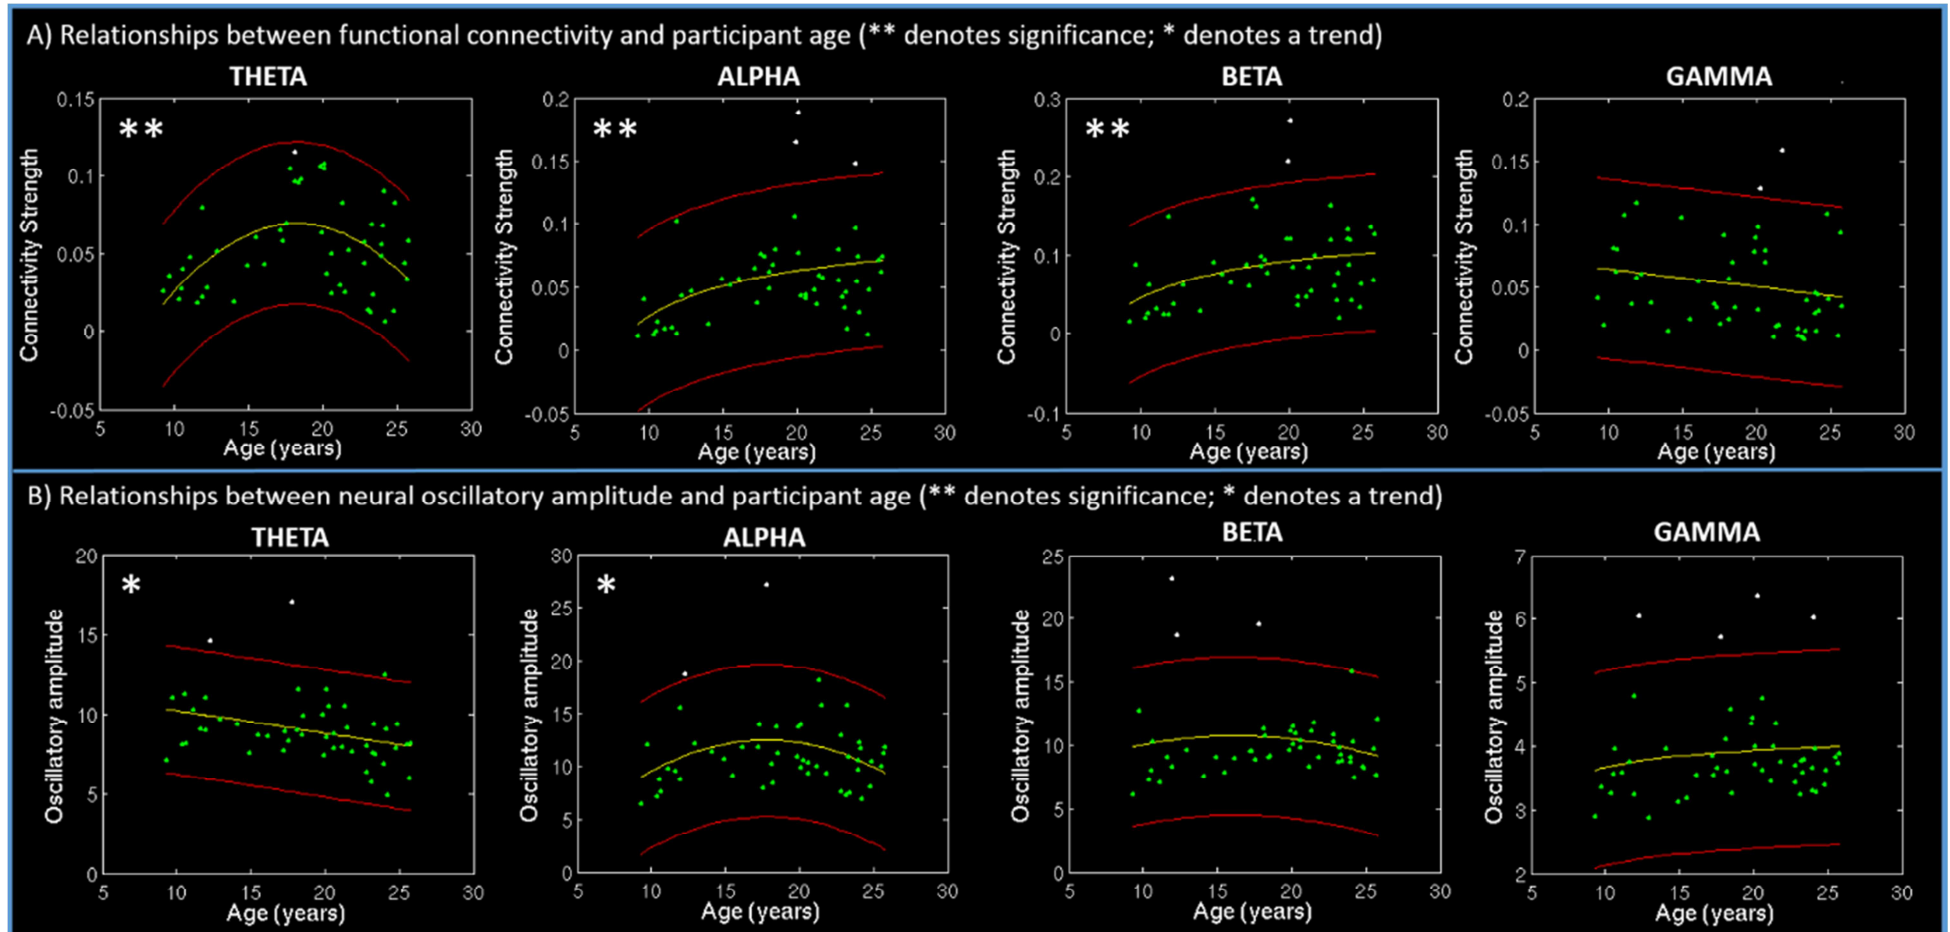 A) Relationships between functional connectivity and participant age (** denotes significance; * denotes a trend)
THETA
ALPHA
BETA
GAMMA
**
**
**
Connectivity Strength
0.15
0.1
0.05
0
-0.05
5 10 15 20 25 30
Age (years)
Connectivity Strength
0.2
0.15
0.1
0.05
0
-0.05
5 10 15 20 25 30
Age (years)
Connectivity Strength
0.3
0.2
0.1
0
-0.1
5 10 15 20 25 30
Age (years)
Connectivity Strength
0.2
0.15
0.1
0.05
0
-0.05
5 10 15 20 25 30
Age (years)
B) Relationships between neural oscillatory amplitude and participant age (** denotes significance; * denotes a trend)
THETA
ALPHA
BETA
GAMMA
*
*
Oscillatory amplitude
20
15
10
5
0
5 10 15 20 25 30
Age (years)
Oscillatory amplitude
30
25
20
15
10
5
0
5 10 15 20 25 30
Age (years)
Oscillatory amplitude
25
20
15
10
5
0
5 10 15 20 25 30
Age (years)
Oscillatory amplitude
7
6
5
4
3
2
5 10 15 20 25 30
Age (years)